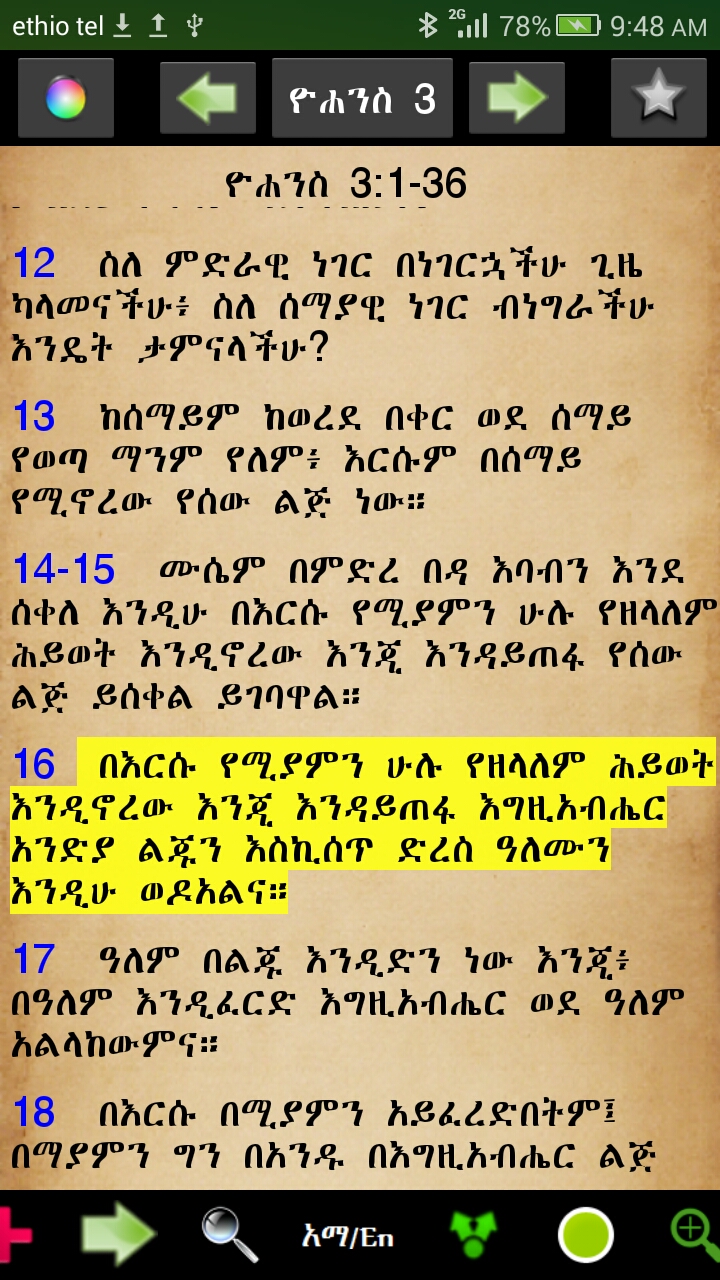 ethio tel
2G
78%
9:48 AM
ዮሐንስ 3
ዮሐንስ 3:1-36
12 ስለ ምድራዊ ነገር በነገርኋችሁ ጊዜ
ካላመናችሁ፥ ስለ ሰማያዊ ነገር ብነግራችሁ
እንዴት ታምናላችሁ?
13 ከሰማይም ከወረደ በቀር ወደ ሰማይ
የወጣ ማንም የለም፥ እርሱም በሰማይ
የሚኖረው የሰው ልጅ ነው።
14-15 ሙሴም በምድረ በዳ እባብን እንደ
ሰቀለ እንዲሁ በእርሱ የሚያምን ሁሉ የዘላለም
ሕይወት እንዲኖረው እንጂ እንዳይጠፋ የሰው
ልጅ ይሰቀል ይገባዋል።
16 በእርሱ የሚያምን ሁሉ የዘላለም ሕይወት
እንዲኖረው እንጂ እንዳይጠፋ እግዚአብሔር
አንድያ ልጁን እስኪሰጥ ድረስ ዓለሙን
እንዲሁ ወዶአልና።
17 ዓለም በልጁ እንዲድን ነው እንጂ፥
በዓለም እንዲፈርድ እግዚአብሔር ወደ ዓለም
አልላከውምና።
18 በእርሱ በሚያምን አይፈረድበትም፤
በማያምን ግን በአንዱ በእግዚአብሔር ልጅ
አማ/En